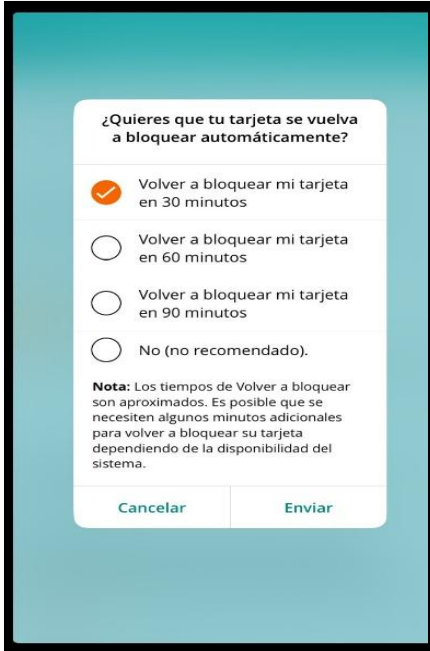 ¿Quieres que tu tarjeta se vuelva
a bloquear automáticamente?
Volver a bloquear mi tarjeta
en 30 minutos
Volver a bloquear mi tarjeta
en 60 minutos
Volver a bloquear mi tarjeta
en 90 minutos
No (no recomendado).
Nota: Los tiempos de Volver a bloquear
son aproximados. Es posible que se
necesiten algunos minutos adicionales
para volver a bloquear su tarjeta
dependiendo de la disponibilidad del
sistema.
Cancelar Enviar